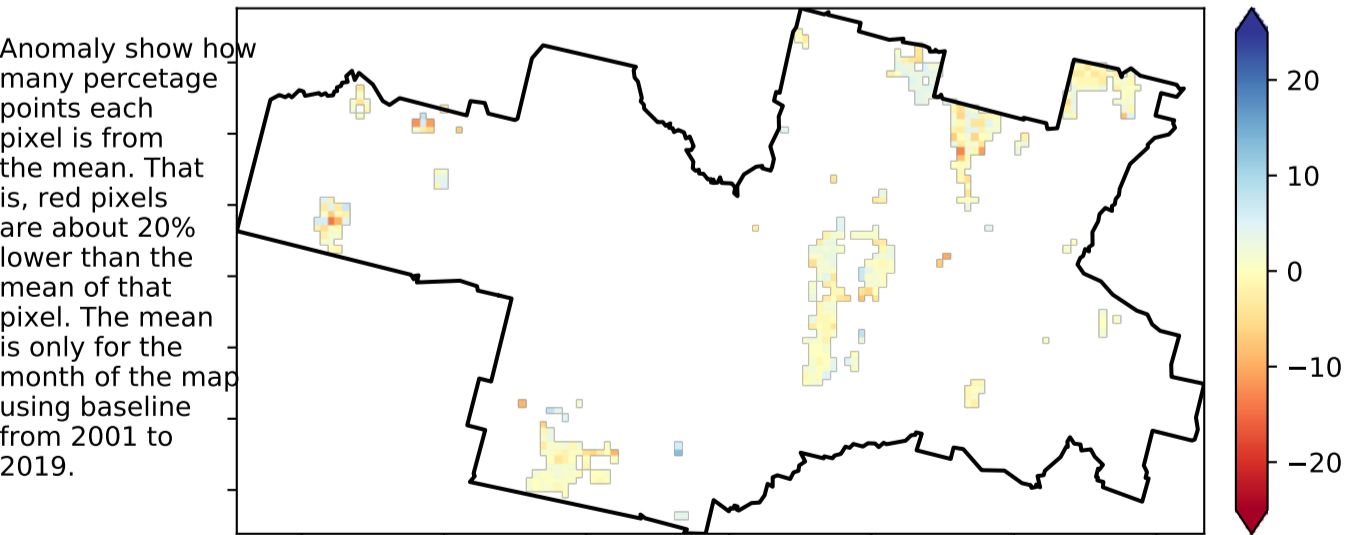 Anomaly show how
many percetage
points each
pixel is from
the mean. That
is, red pixels
are about 20%
lower than the
mean of that
pixel. The mean
is only for the
month of the map
using baseline
from 2001 to
2019.
20
10
0
−10
−20